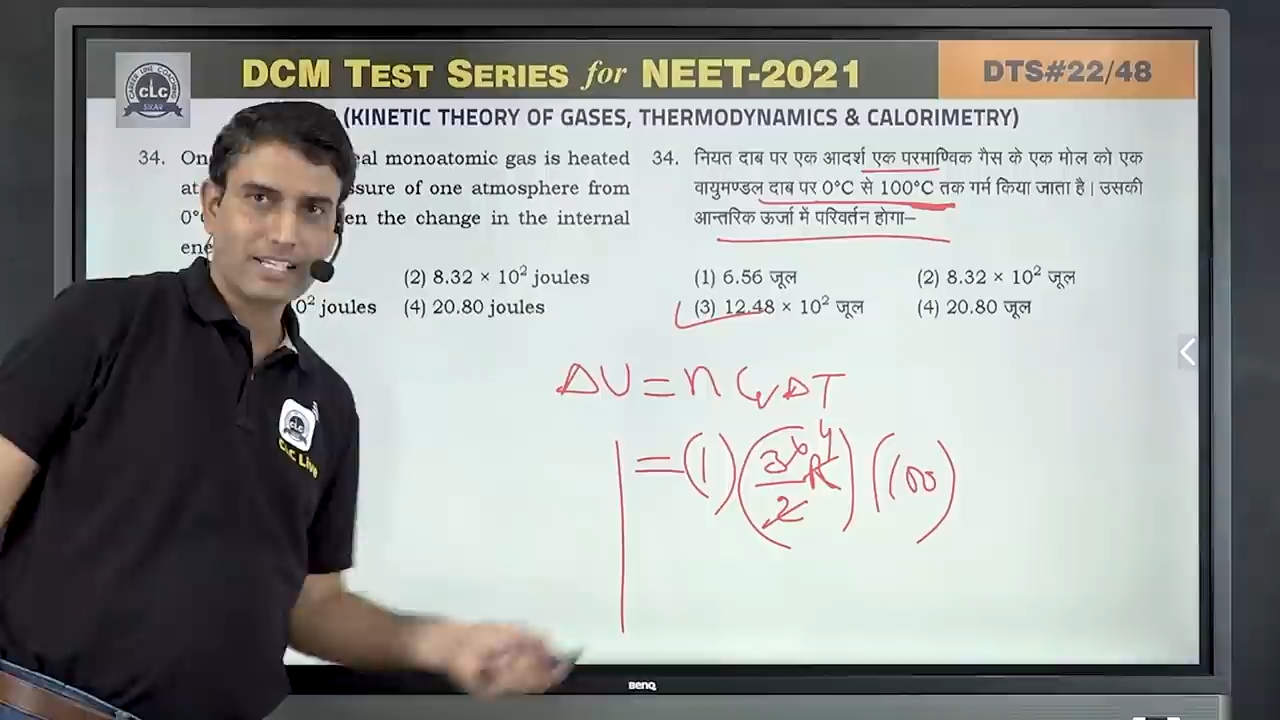 DCM TEST SERIES for NEET-2021
DTS#22/48
CLC
SIKAR
(KINETIC THEORY OF GASES, THERMODYNAMICS & CALORIMETRY)
34. On eal monoatomic gas is heated
at ssure of one atmosphere from
0° en the change in the internal
ene
(2) 8.32 × 10² joules
0² joules (4) 20.80 joules
34. नियत दाब पर एक आदर्श एक परमाण्विक गैस के एक मोल को एक
वायुमण्डल दाब पर 0°C से 100°C तक गर्म किया जाता है। उसकी
आन्तरिक ऊर्जा में परिवर्तन होगा–
(1) 6.56 जूल (2) 8.32 × 10² जूल
(3) 12.48 × 10² जूल (4) 20.80 जूल
ΔU = n CvΔT
= (1) (3/2 R) (100)
CLC Live
BenQ